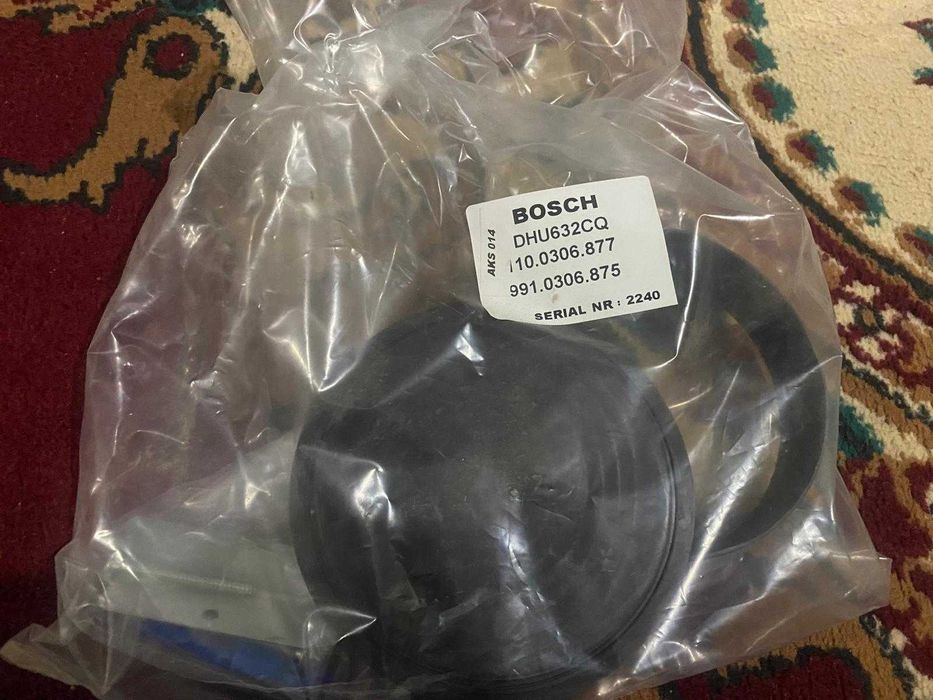 BOSCH
AKS 014
DHU632CQ
110.0306.877
991.0306.875
SERIAL NR : 2240